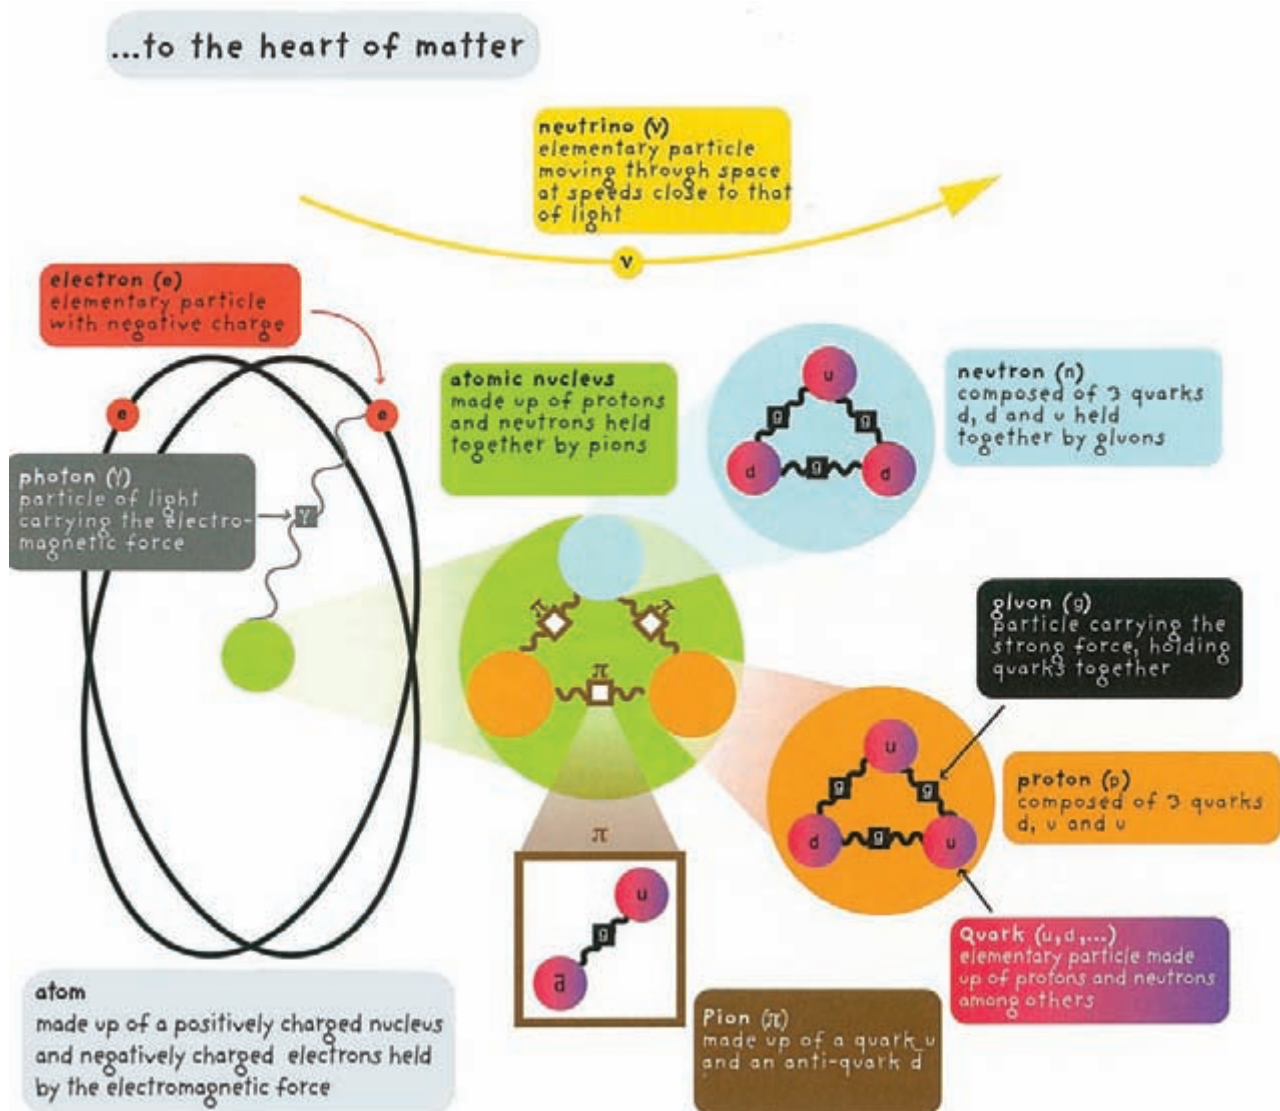 ...to the heart of matter
neutrino (ν)
elementary particle
moving through space
at speeds close to that
of light
ν
electron (e)
elementary particle
with negative charge
e
e
photon (γ)
particle of light
carrying the electro-
magnetic force
γ
atomic nucleus
made up of protons
and neutrons held
together by pions
u
g
g
d
g
d
neutron (n)
composed of 3 quarks
d, d and u held
together by gluons
π
π
π
gluon (g)
particle carrying the
strong force, holding
quarks together
u
g
g
d
g
u
proton (p)
composed of 3 quarks
d, u and u
π
u
g
d̄
Quark (u,d,...)
elementary particle made
up of protons and neutrons
among others
atom
made up of a positively charged nucleus
and negatively charged electrons held
by the electromagnetic force
Pion (π)
made up of a quark u
and an anti-quark d̄